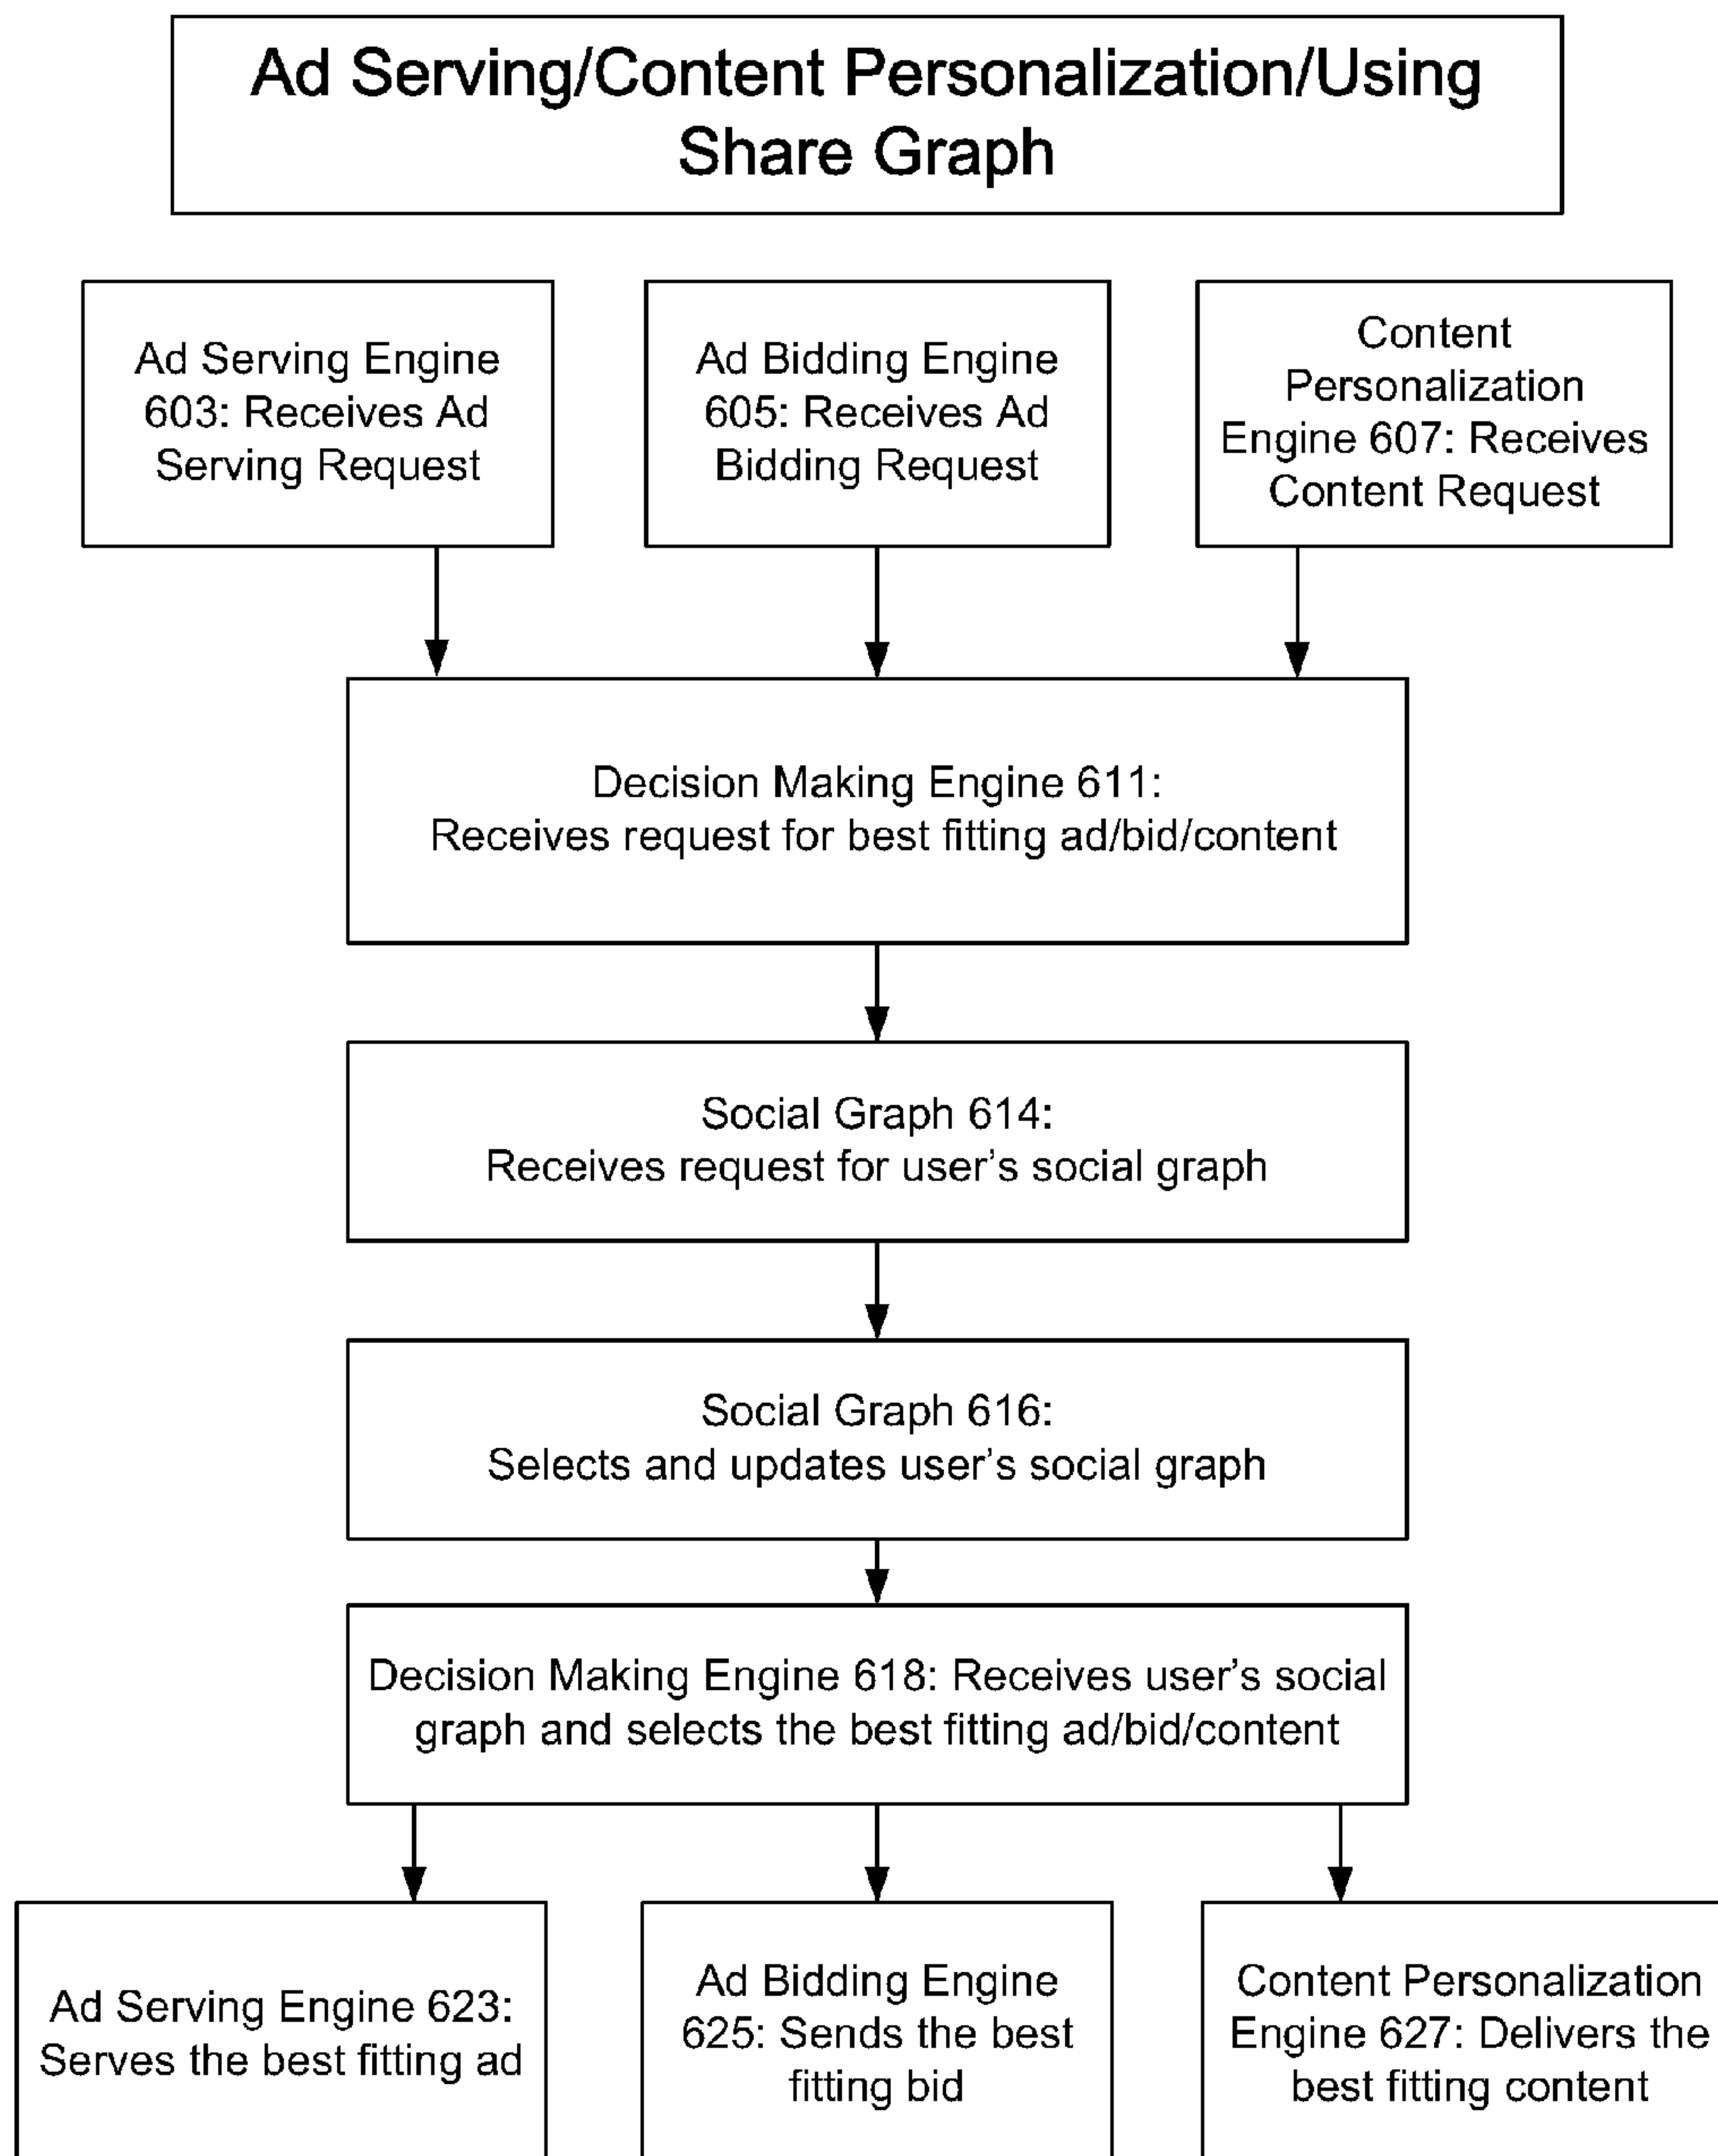 Ad Serving/Content Personalization/Using
Share Graph
Ad Serving Engine
603: Receives Ad
Serving Request
Ad Bidding Engine
605: Receives Ad
Bidding Request
Content
Personalization
Engine 607: Receives
Content Request
Decision Making Engine 611:
Receives request for best fitting ad/bid/content
Social Graph 614:
Receives request for user's social graph
Social Graph 616:
Selects and updates user's social graph
Decision Making Engine 618: Receives user's social
graph and selects the best fitting ad/bid/content
Ad Serving Engine 623:
Serves the best fitting ad
Ad Bidding Engine
625: Sends the best
fitting bid
Content Personalization
Engine 627: Delivers the
best fitting content